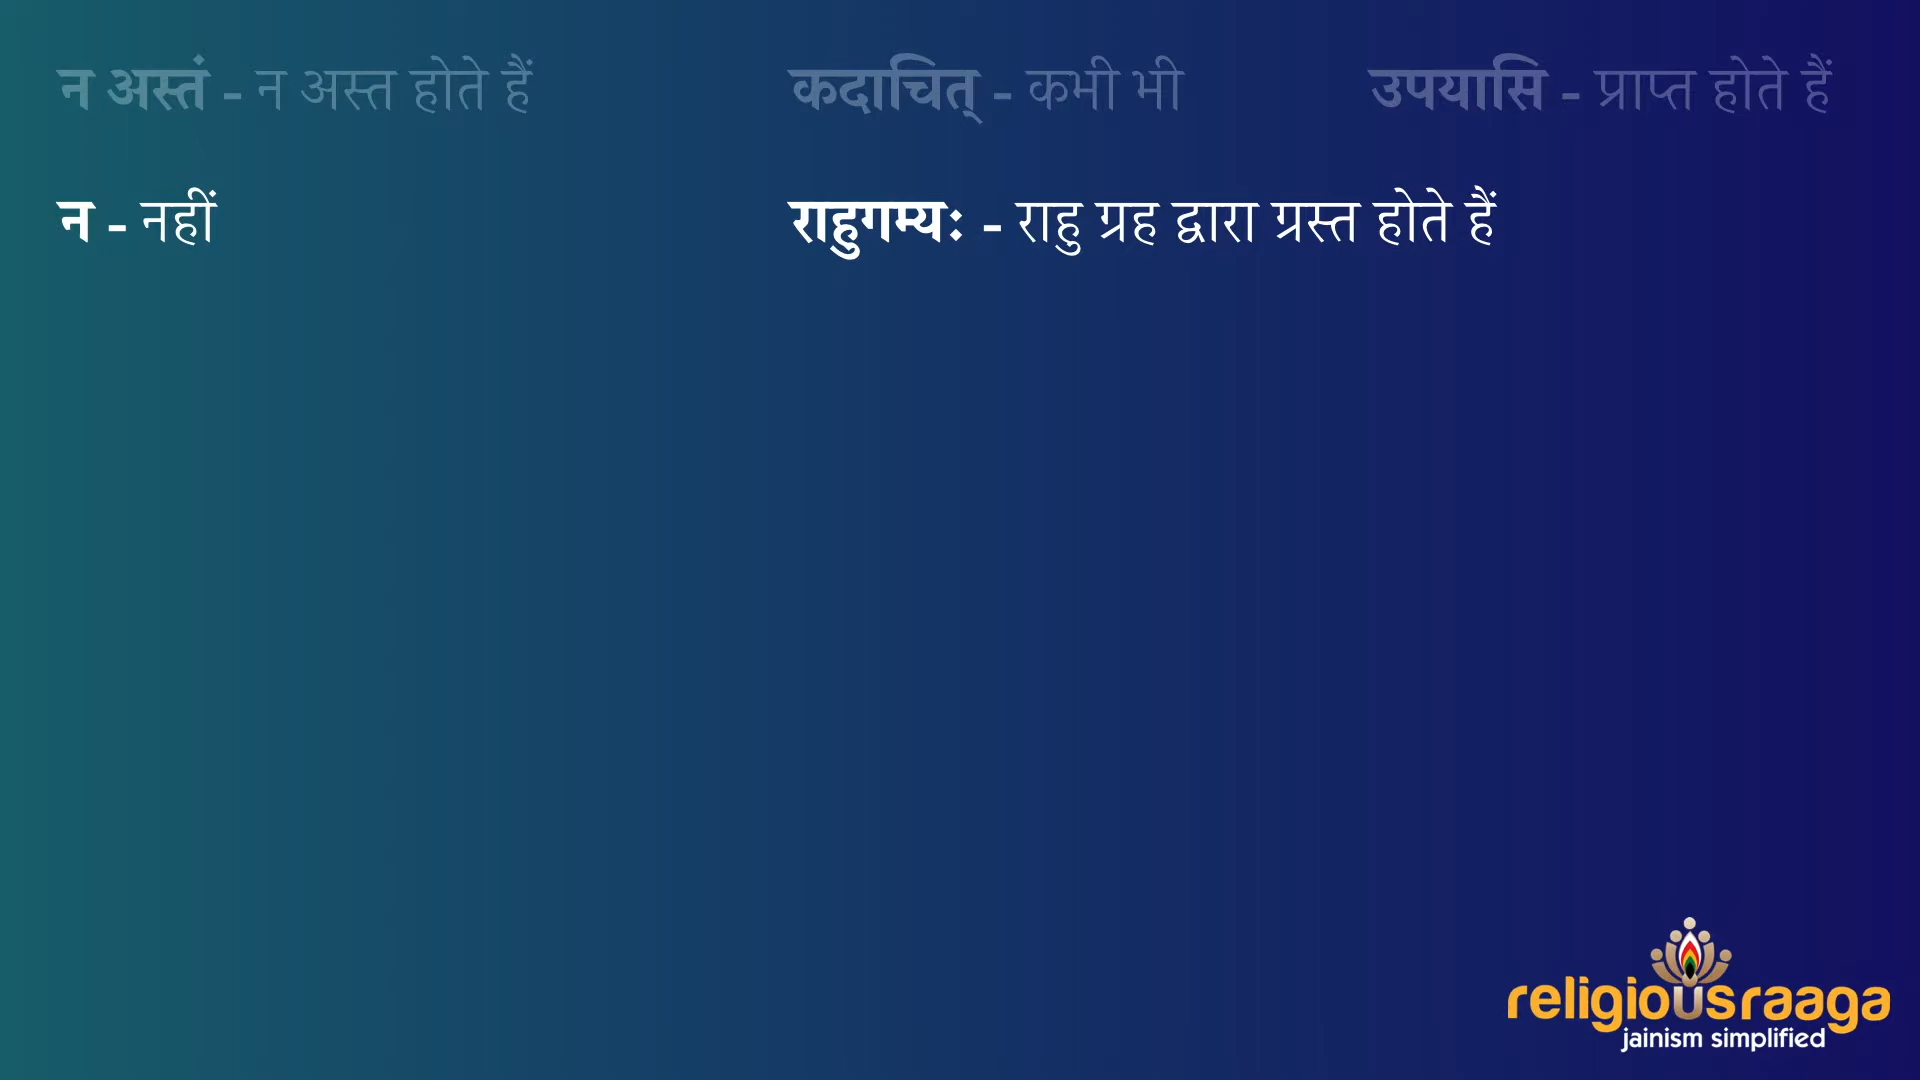 न अस्तं - न अस्त होते हैं कदाचित् - कभी भी उपयासि - प्राप्त होते हैं
न - नहीं राहुगम्यः - राहु ग्रह द्वारा ग्रस्त होते हैं
religiousraaga
jainism simplified